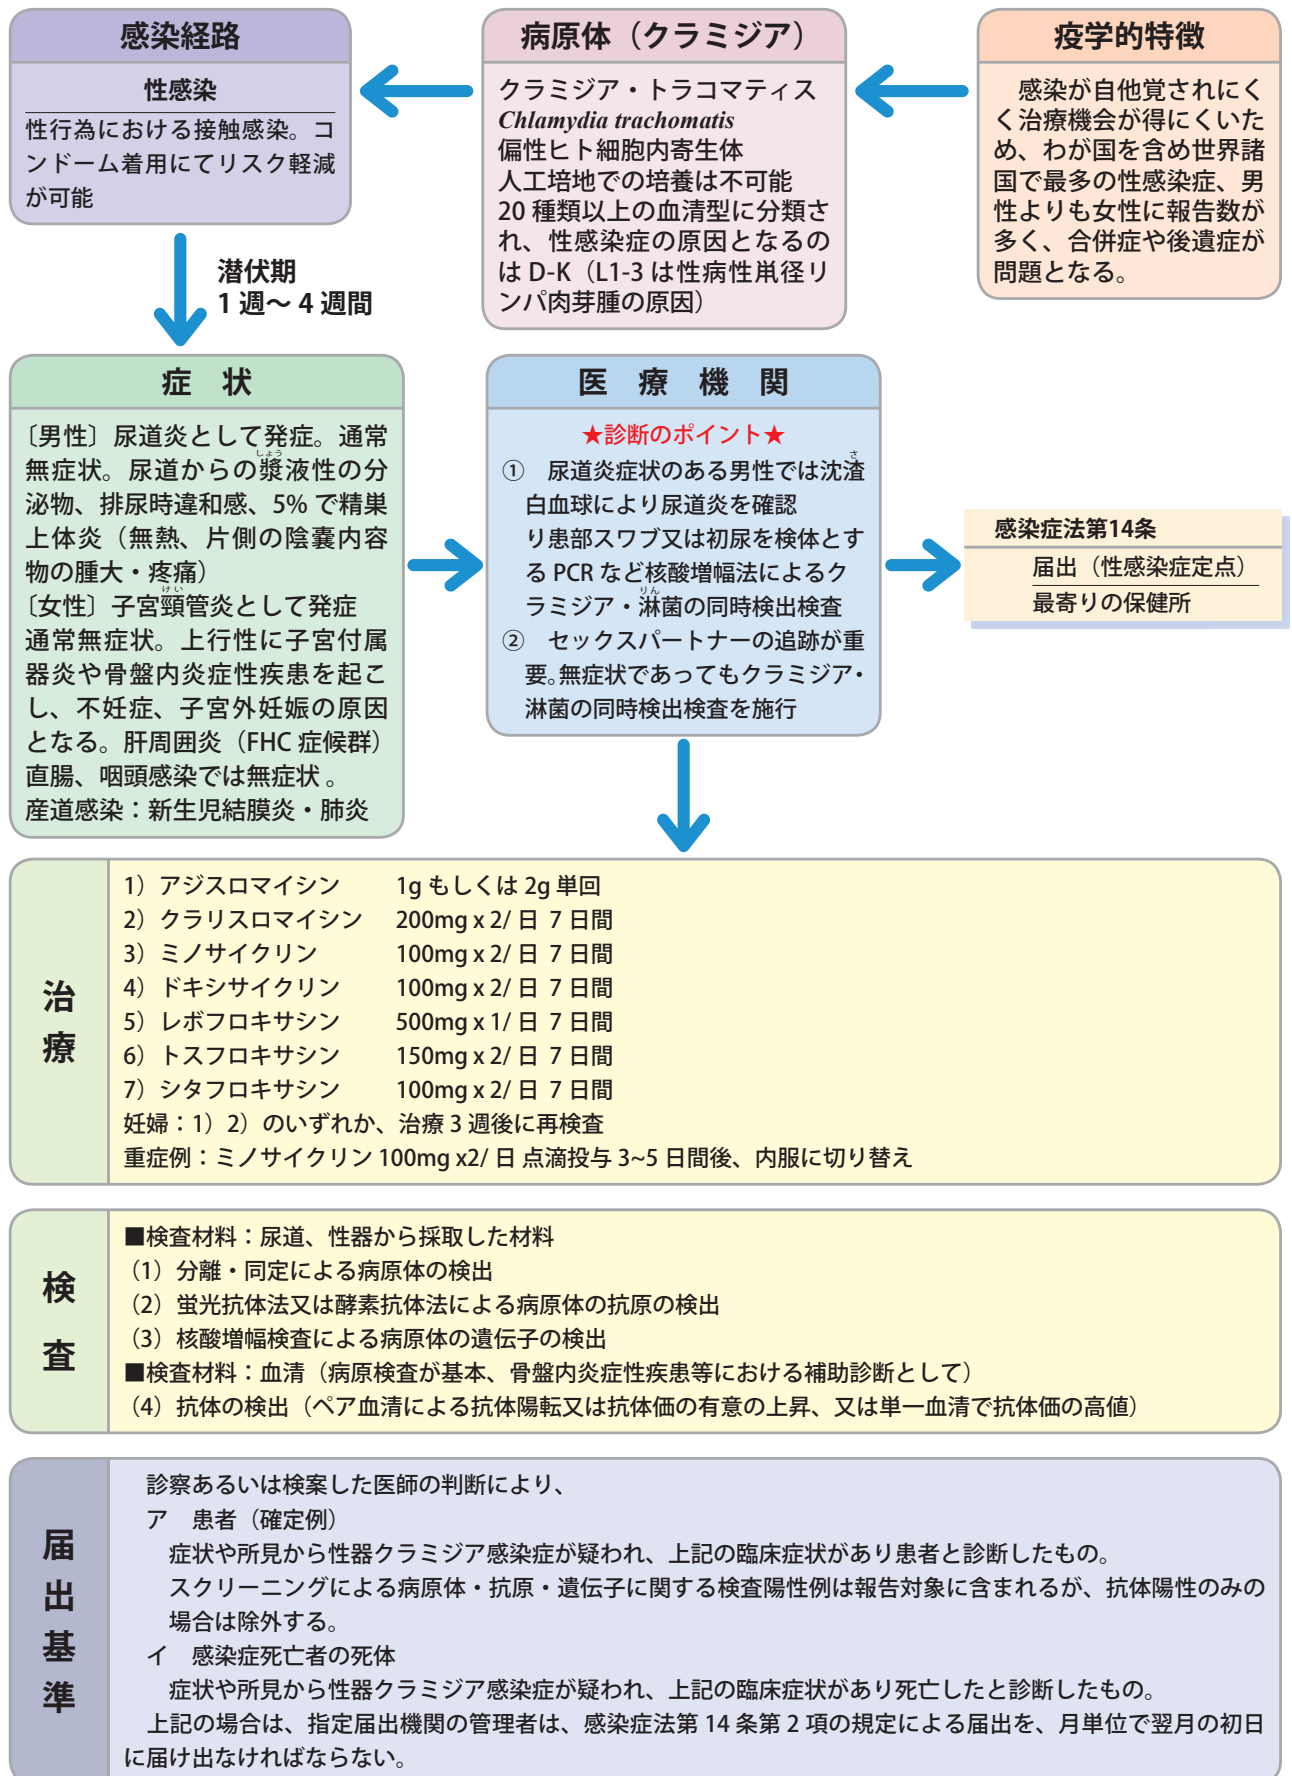 感染経路
性感染
性行為における接触感染。コ
ンドーム着用にてリスク軽減
が可能
病原体（クラミジア）
クラミジア・トラコマティス
Chlamydia trachomatis
偏性ヒト細胞内寄生体
人工培地での培養は不可能
20 種類以上の血清型に分類さ
れ、性感染症の原因となるの
は D-K（L1-3 は性病性鼡径リ
ンパ肉芽腫の原因）
疫学的特徴
感染が自他覚されにく
く治療機会が得にくいた
め、わが国を含め世界諸
国で最多の性感染症、男
性よりも女性に報告数が
多く、合併症や後遺症が
問題となる。
潜伏期
1 週〜 4 週間
症　状
〔男性〕尿道炎として発症。通常
無症状。尿道からの漿液性の分
しょう
泌物、排尿時違和感、5% で精巣
上体炎（無熱、片側の陰嚢内容
物の腫大・疼痛）
〔女性〕子宮頸管炎として発症
けい
通常無症状。上行性に子宮付属
器炎や骨盤内炎症性疾患を起こ
し、不妊症、子宮外妊娠の原因
となる。肝周囲炎（FHC 症候群）
直腸、咽頭感染では無症状 。
産道感染：新生児結膜炎・肺炎
医　療　機　関
★診断のポイント★
①　尿道炎症状のある男性では沈渣
さ
白血球により尿道炎を確認
り患部スワブ又は初尿を検体とす
る PCR など核酸増幅法によるク
ラミジア・淋菌の同時検出検査
りん
②　セックスパートナーの追跡が重
要。無症状であってもクラミジア・
淋菌の同時検出検査を施行
感染症法第14条
届出（性感染症定点）
最寄りの保健所
治療
1）アジスロマイシン　1g もしくは 2g 単回
2）クラリスロマイシン　200mg x 2/ 日 7 日間
3）ミノサイクリン　100mg x 2/ 日 7 日間
4）ドキシサイクリン　100mg x 2/ 日 7 日間
5）レボフロキサシン　500mg x 1/ 日 7 日間
6）トスフロキサシン　150mg x 2/ 日 7 日間
7）シタフロキサシン　100mg x 2/ 日 7 日間
妊婦：1）2）のいずれか、治療 3 週後に再検査
重症例：ミノサイクリン 100mg x2/ 日 点滴投与 3~5 日間後、内服に切り替え
検査
■検査材料：尿道、性器から採取した材料
（1）分離・同定による病原体の検出
（2）蛍光抗体法又は酵素抗体法による病原体の抗原の検出
（3）核酸増幅検査による病原体の遺伝子の検出
■検査材料：血清（病原検査が基本、骨盤内炎症性疾患等における補助診断として）
（4）抗体の検出（ペア血清による抗体陽転又は抗体価の有意の上昇、又は単一血清で抗体価の高値）
届出基準
診察あるいは検案した医師の判断により、
ア　患者（確定例）
症状や所見から性器クラミジア感染症が疑われ、上記の臨床症状があり患者と診断したもの。
スクリーニングによる病原体・抗原・遺伝子に関する検査陽性例は報告対象に含まれるが、抗体陽性のみの
場合は除外する。
イ　感染症死亡者の死体
症状や所見から性器クラミジア感染症が疑われ、上記の臨床症状があり死亡したと診断したもの。
上記の場合は、指定届出機関の管理者は、感染症法第 14 条第 2 項の規定による届出を、月単位で翌月の初日
に届け出なければならない。